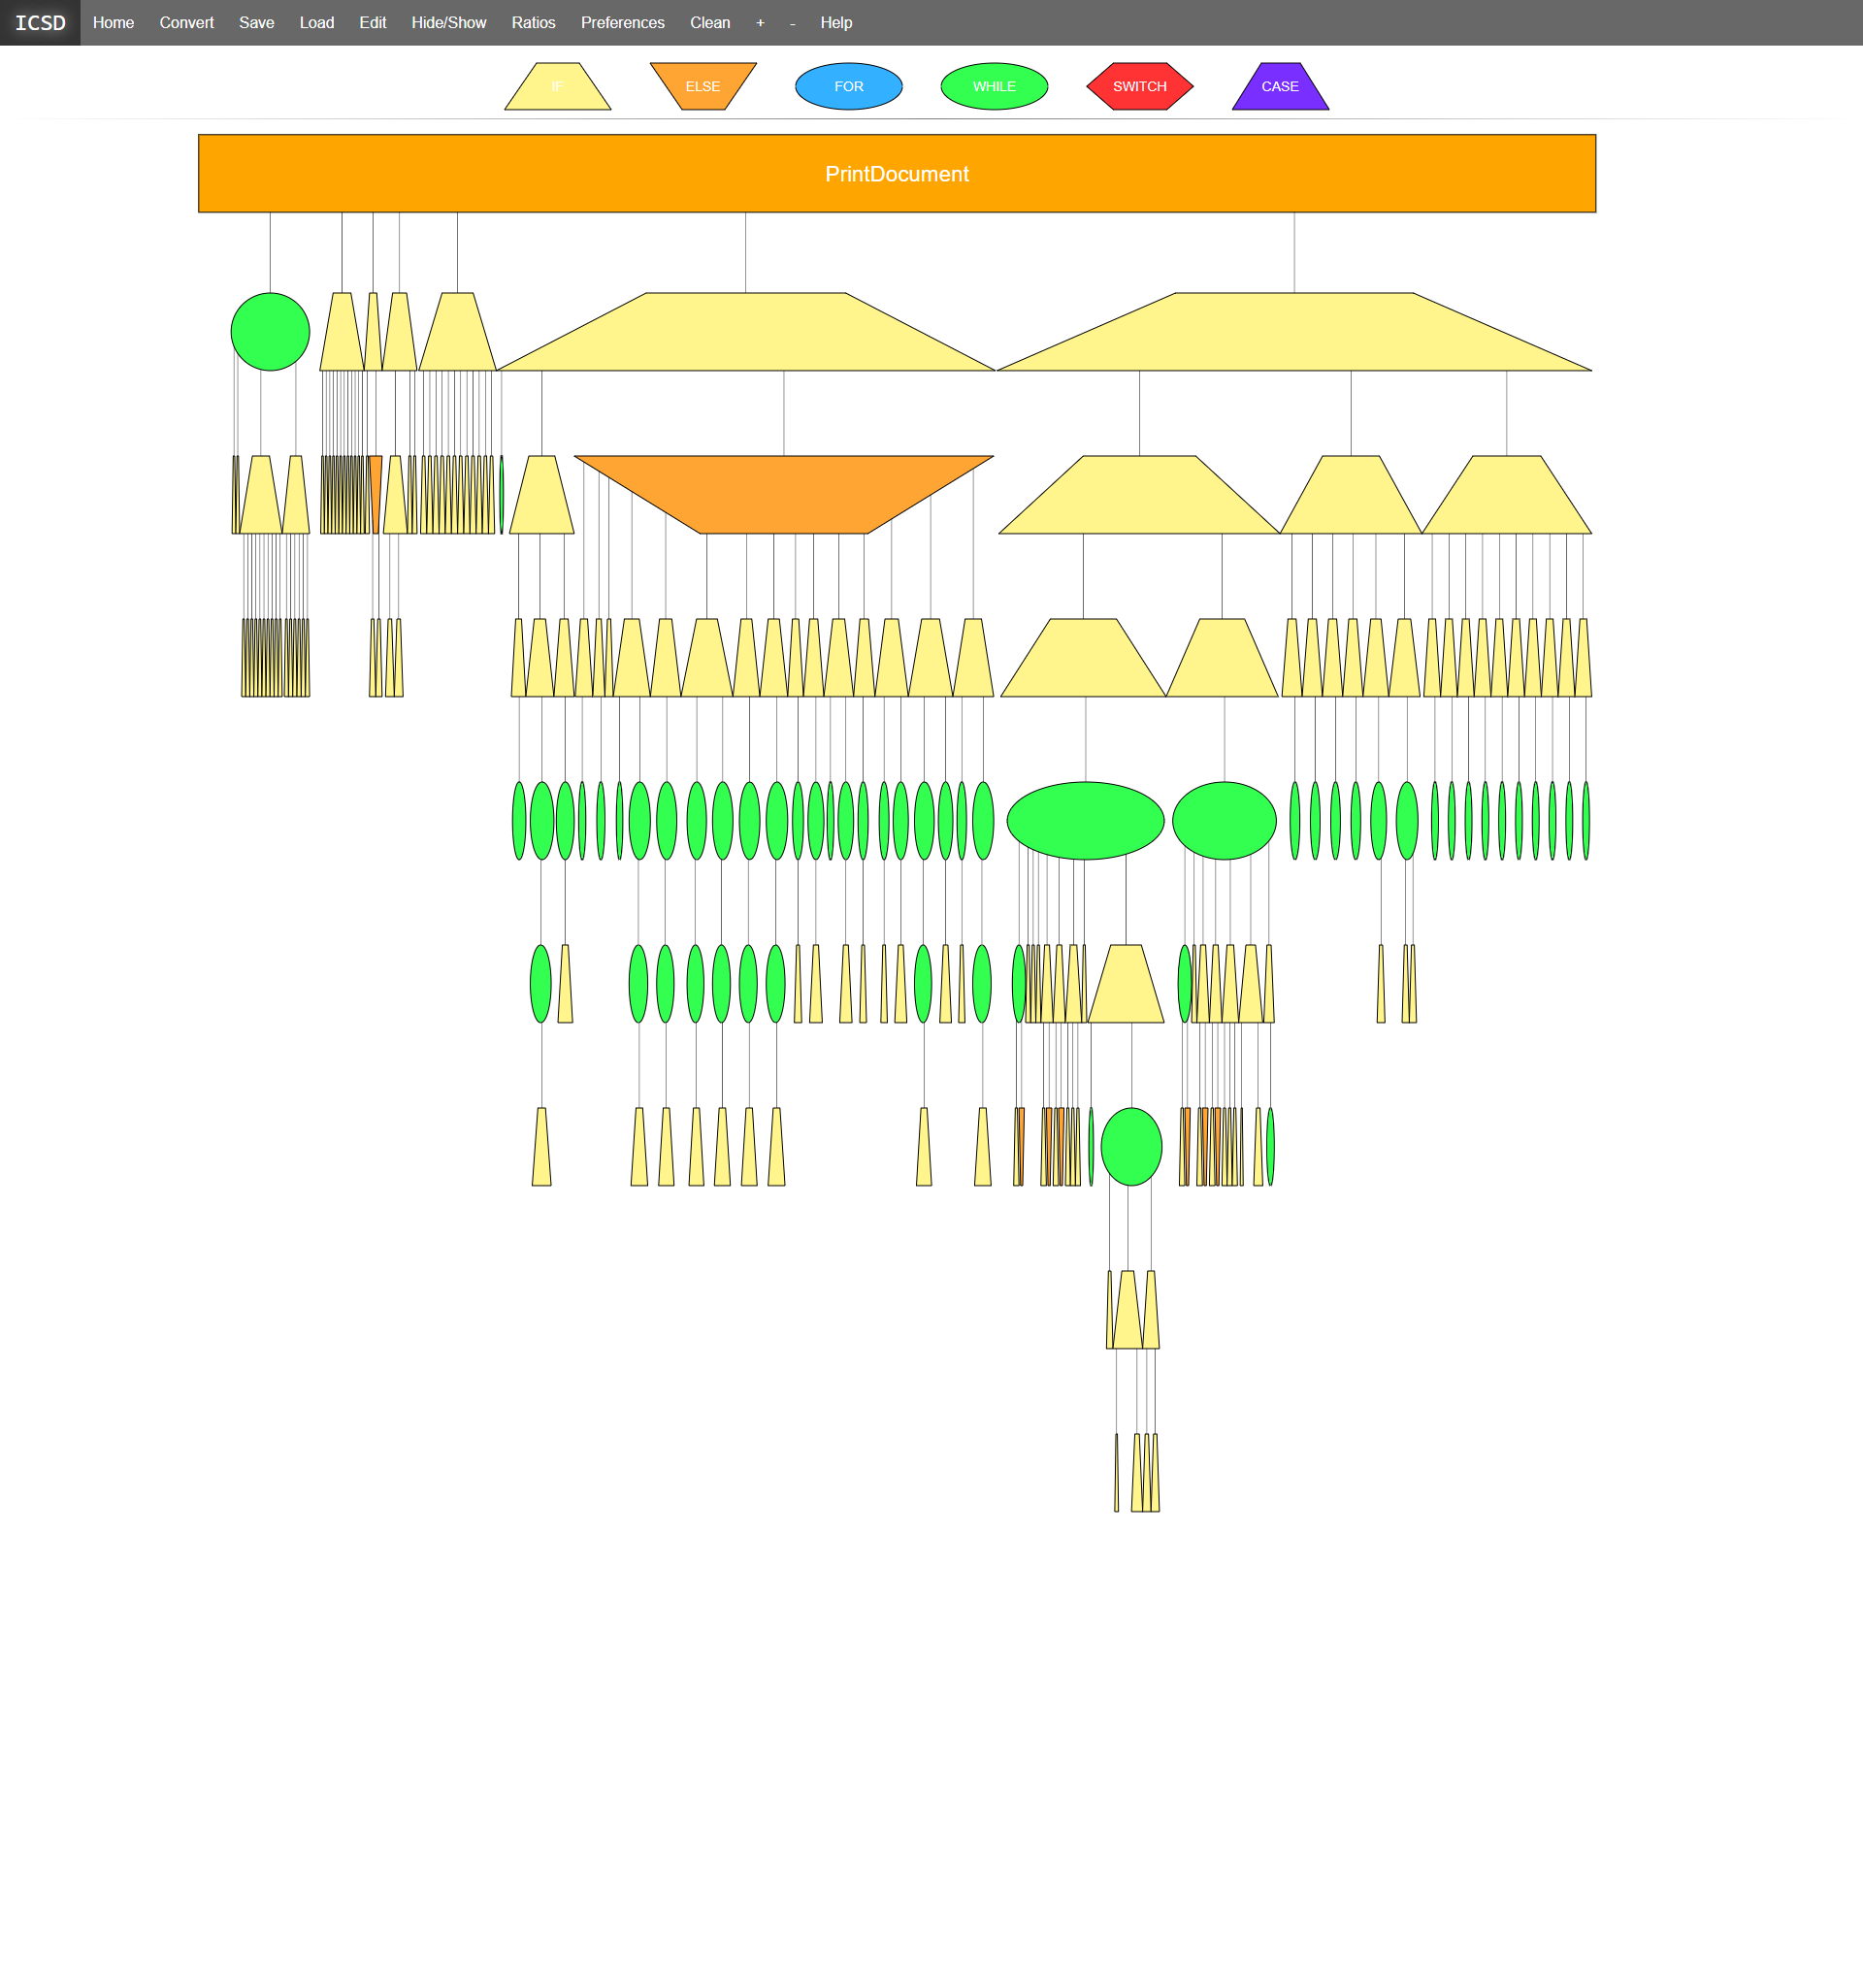 ICSD Home Convert Save Load Edit Hide/Show Ratios Preferences Clean + - Help
IF ELSE FOR WHILE SWITCH CASE
PrintDocument